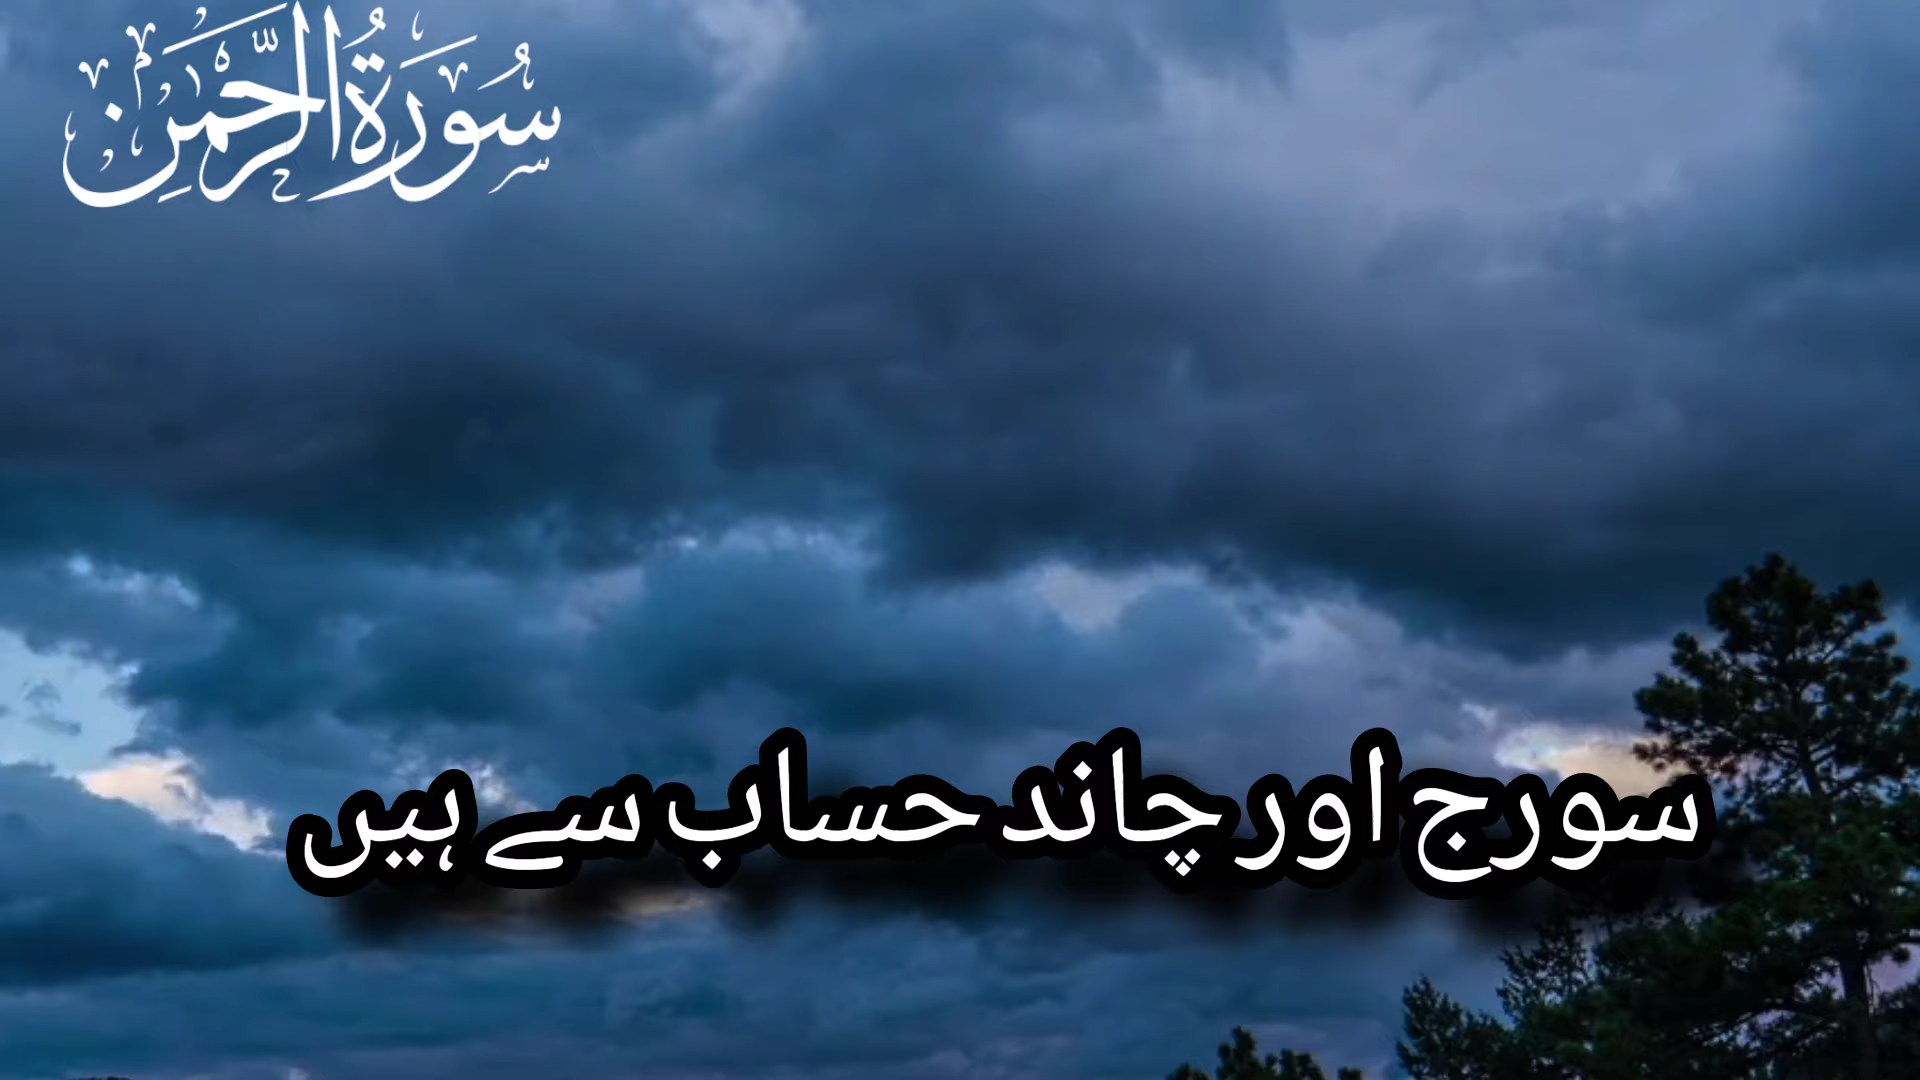 سُورَةُ الرَّحْمٰنِ
سورج اور چاند حساب سے ہیں